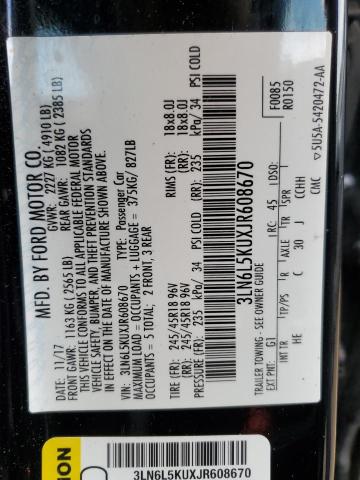 MFD. BY FORD MOTOR CO.
11/17
GVWR: 2227 KG (4910 LB)
FRONT GAWR: 1163 KG (2565 LB)
REAR GAWR: 1082 KG (2385 LB)
THIS VEHICLE CONFORMS TO ALL APPLICABLE FEDERAL MOTOR
VEHICLE SAFETY, BUMPER, AND THEFT PREVENTION STANDARDS
IN EFFECT ON THE DATE OF MANUFACTURE SHOWN ABOVE.
VIN: 3LN6L5KUXJR608670
TYPE: Passenger Car
MAXIMUM LOAD = OCCUPANTS + LUGGAGE = 375KG/ 827LB
OCCUPANTS = 5 TOTAL: 2 FRONT, 3 REAR
TIRE (FR): 245/45R18 96V
RIMS (FR): 18x8.0J
TIRE (RR): 245/45R18 96V
(RR): 18x8.0J
PRESSURE (FR): 235 kPa/ 34 PSI COLD
(RR): 235 kPa/ 34 PSI COLD
3LN6L5KUXJR608670
F0085
R0150
TRAILER TOWING - SEE OWNER GUIDE
EXT PNT: G1 RC: 45 DSO:
INT TR TP/PS R AXLE TR SPR
HE C 30 J CCHH
CMC
5U5A-5420472-AA
3LN6L5KUXJR608670